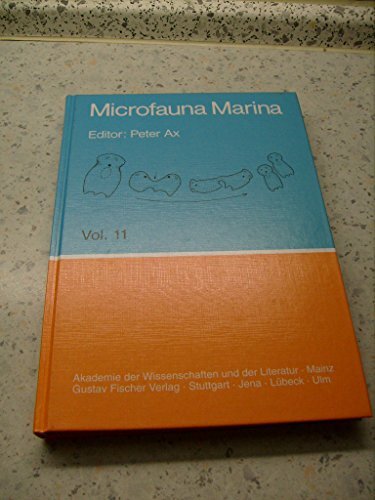 Microfauna Marina
Editor: Peter Ax
Vol. 11
Akademie der Wissenschaften und der Literatur · Mainz
Gustav Fischer Verlag · Stuttgart · Jena · Lübeck · Ulm